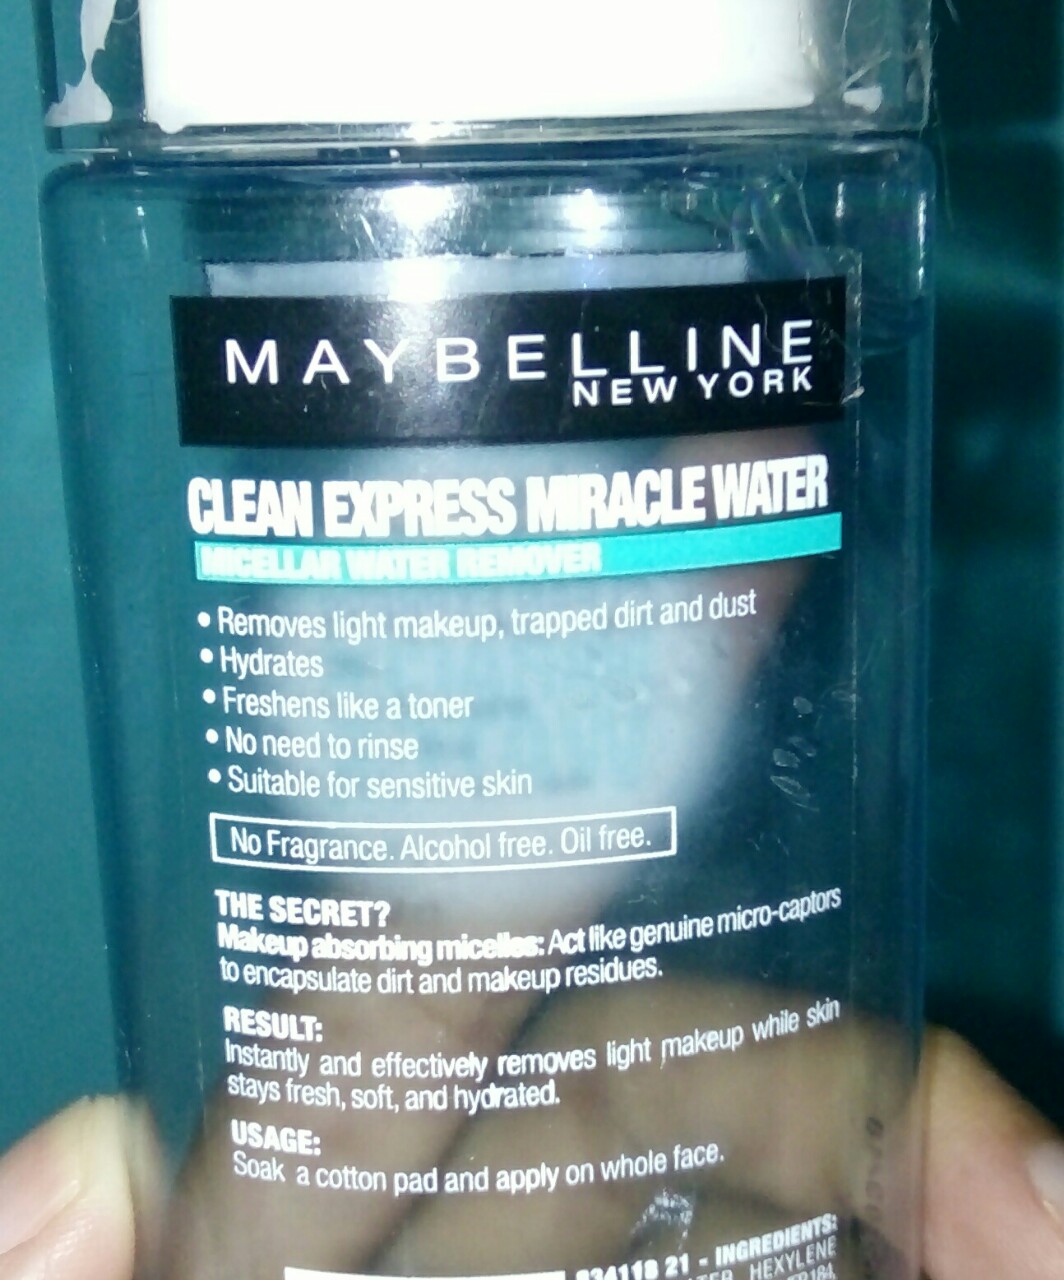 MAYBELLINE
NEW YORK
CLEAN EXPRESS MIRACLE WATER
MICELLAR WATER REMOVER
• Removes light makeup, trapped dirt and dust
• Hydrates
• Freshens like a toner
• No need to rinse
• Suitable for sensitive skin
No Fragrance. Alcohol free. Oil free.
THE SECRET?
Makeup absorbing micelles: Act like genuine micro-captors
to encapsulate dirt and makeup residues.
RESULT:
Instantly and effectively removes light makeup while skin
stays fresh, soft, and hydrated.
USAGE:
Soak a cotton pad and apply on whole face.
934118 21 - INGREDIENTS:
HEXYLENE